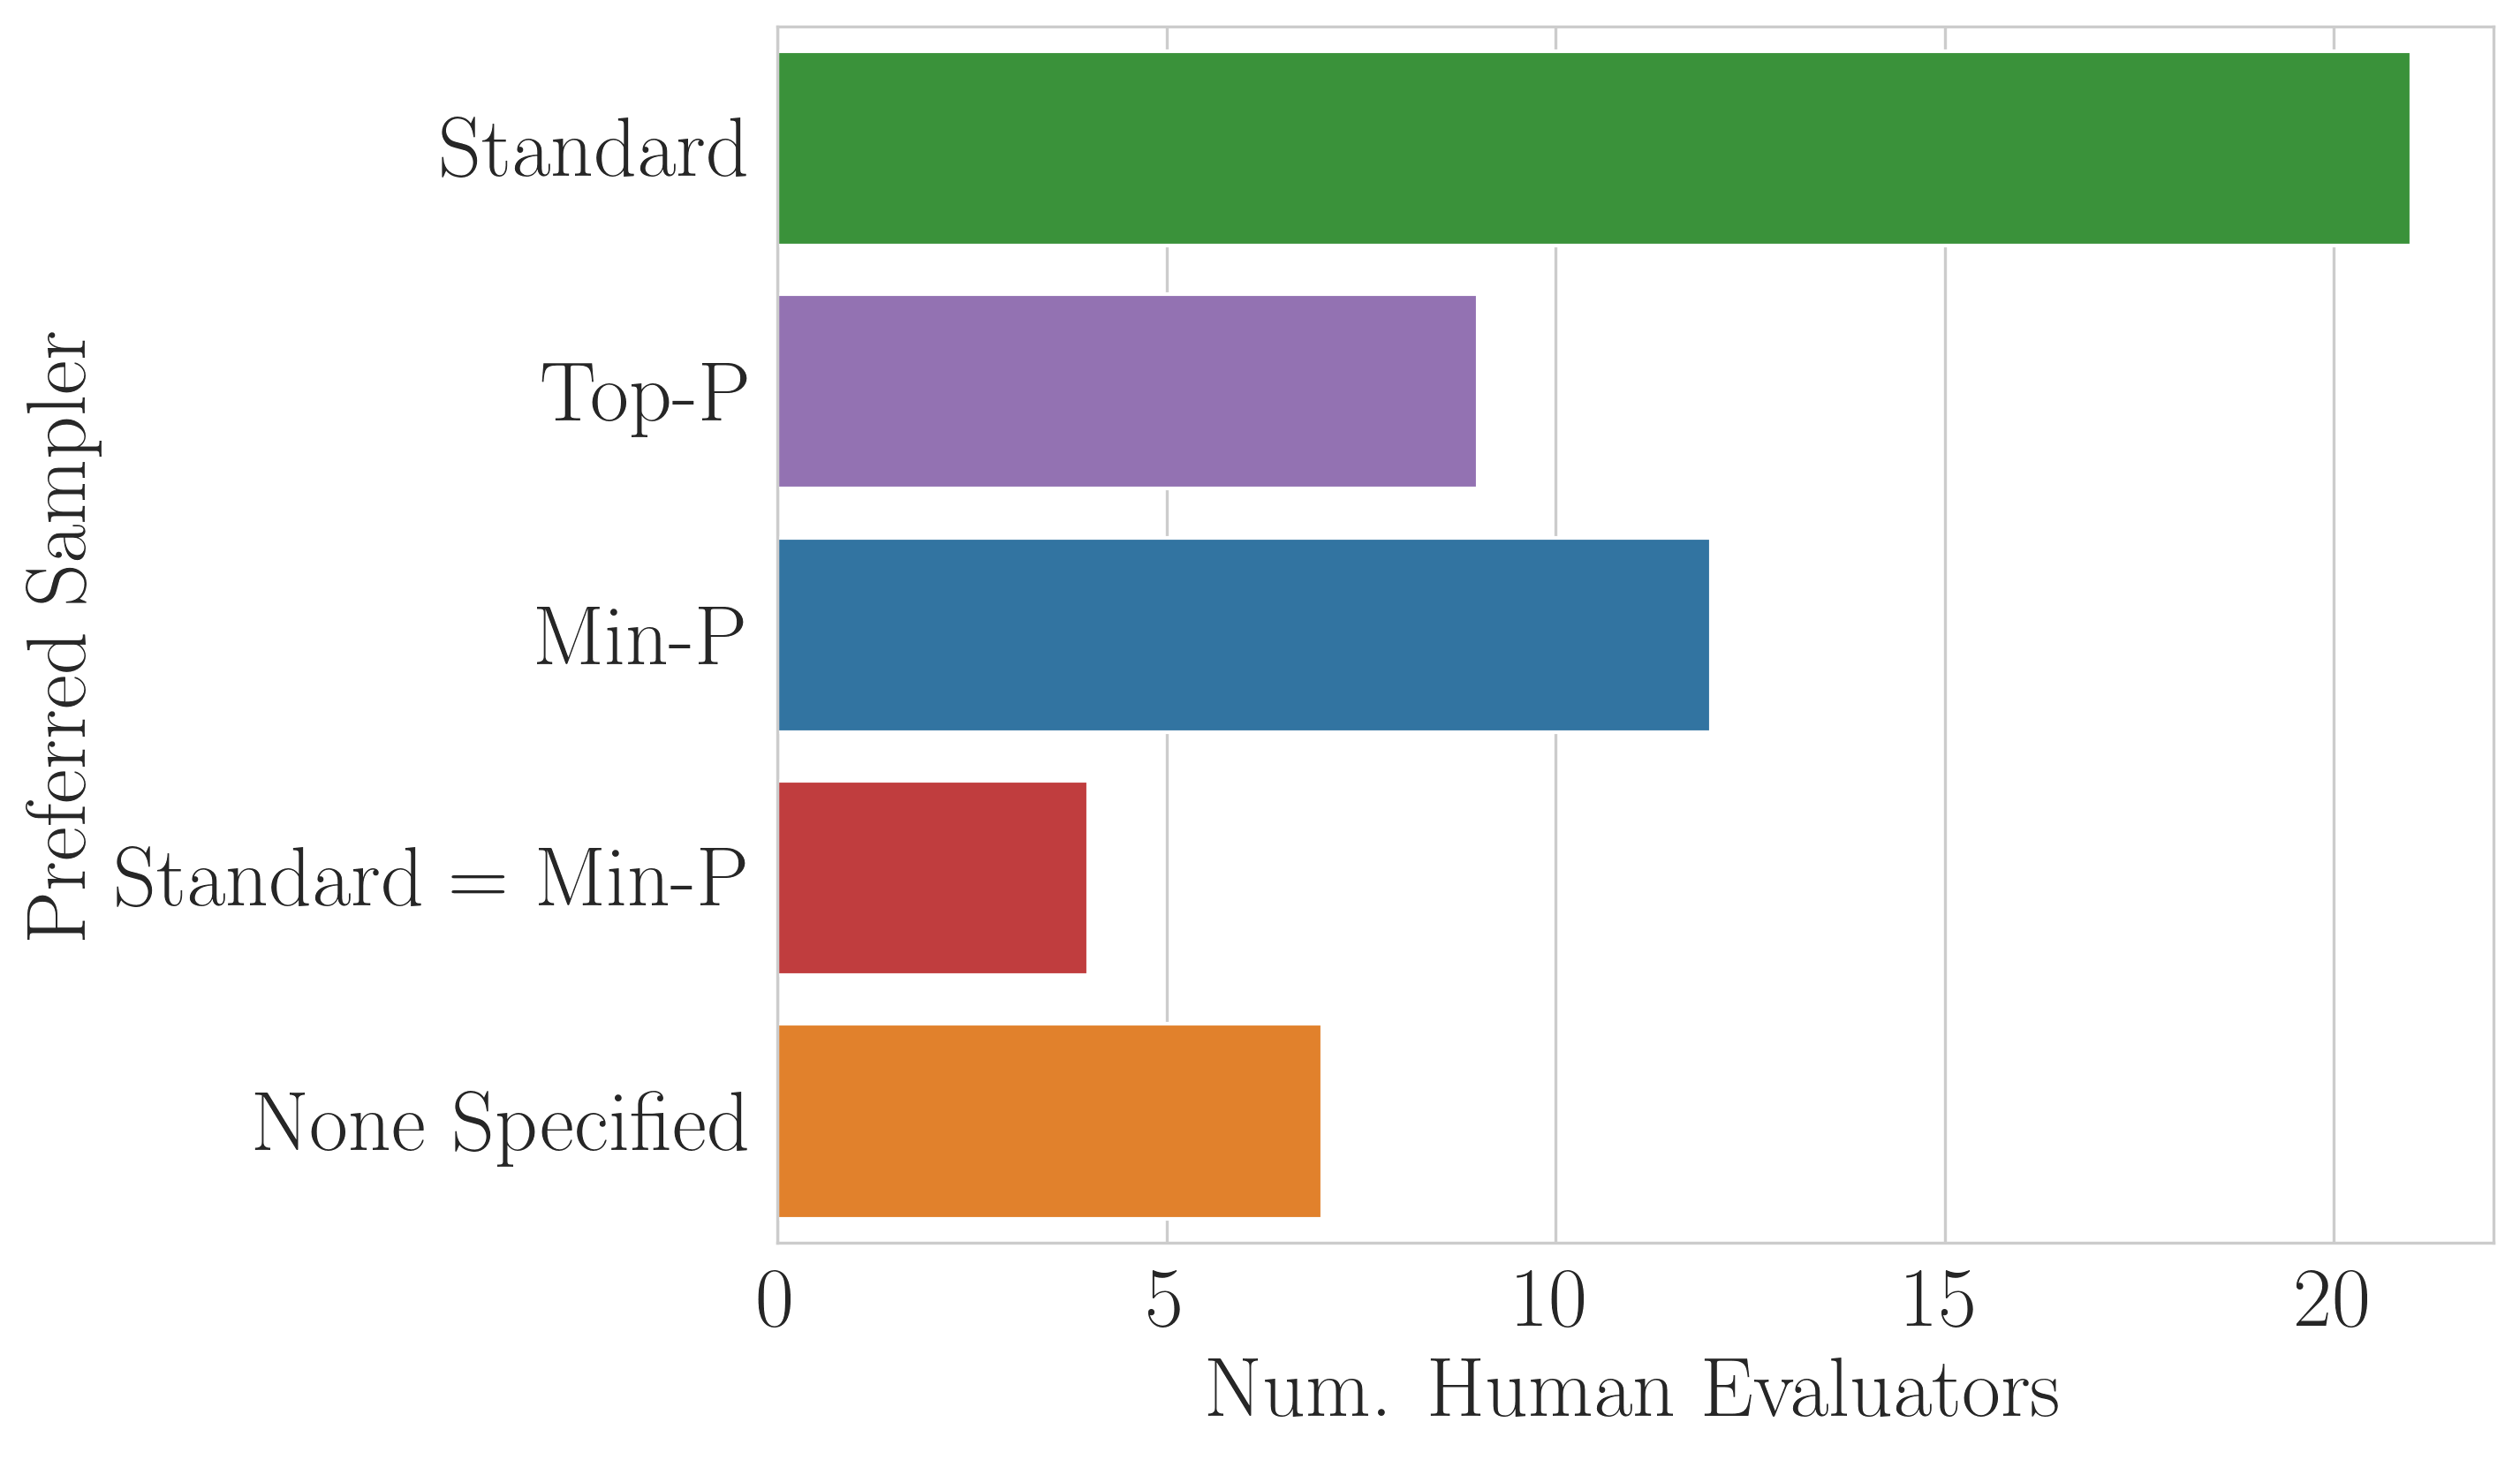 Preferred Sampler
Standard
Top-P
Min-P
Standard = Min-P
None Specified
0 5 10 15 20
Num. Human Evaluators